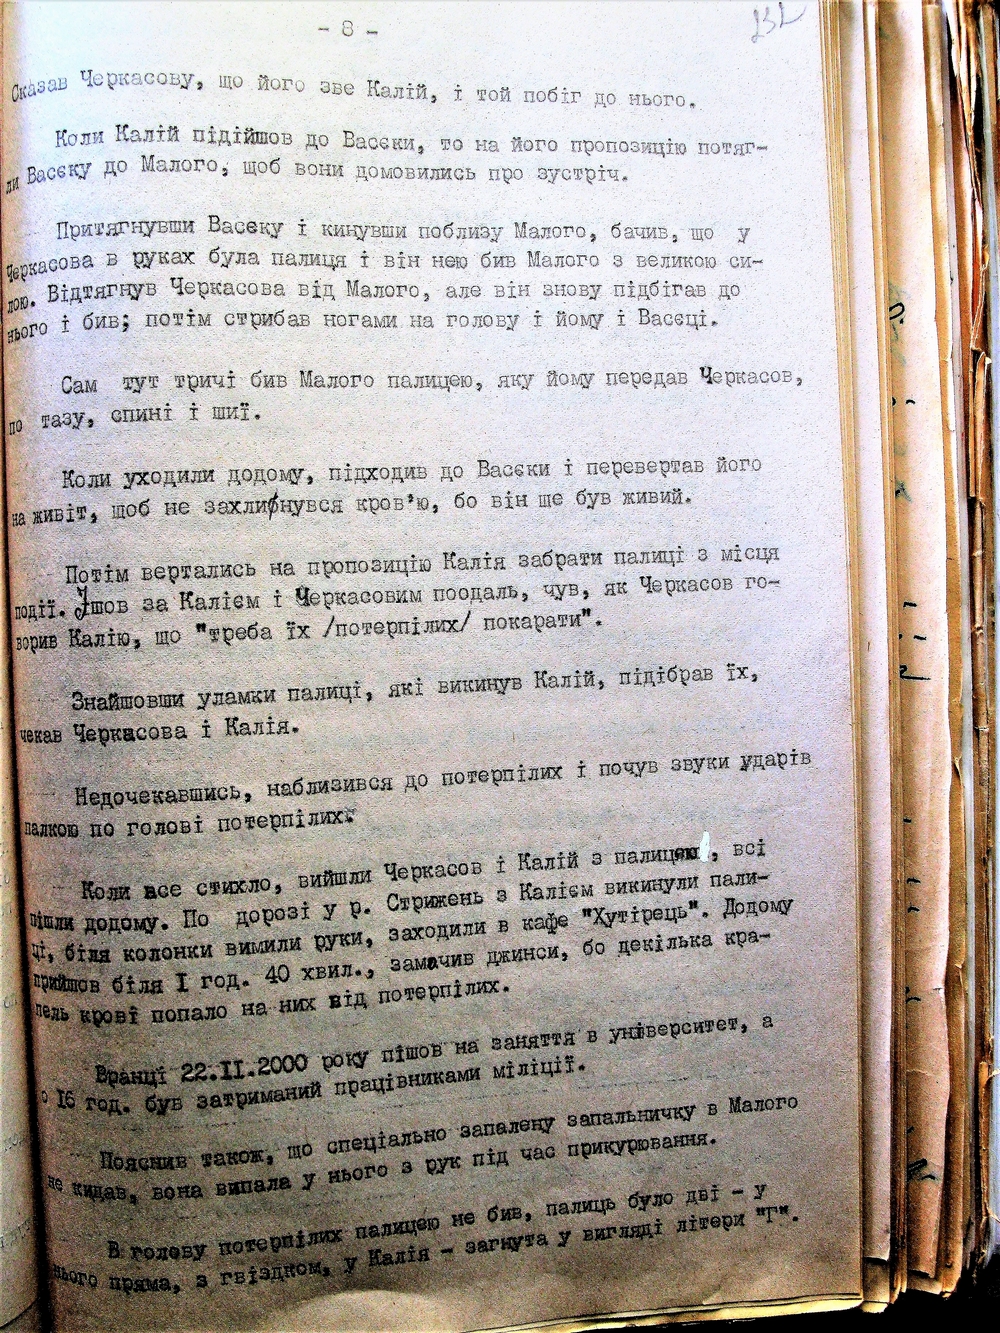 - 8 -
232
Сказав Черкасову, що його зве Калій, і той побіг до нього.
Коли Калій підійшов до Васєки, то на його пропозицію потяг-
ли Васєку до Малого, щоб вони домовились про зустріч.
Притягнувши Васєку і кинувши поблизу Малого, бачив, що у
Черкасова в руках була палиця і він нею бив Малого з великою си-
лою. Відтягнув Черкасова від Малого, але він знову підбігав до
нього і бив; потім стрибав ногами на голову і йому і Васєці.
Сам тут тричі бив Малого палицею, яку йому передав Черкасов,
по тазу, спині і шиї.
Коли уходили додому, підходив до Васєки і перевертав його
на живіт, щоб не захлинувся кров'ю, бо він ше був живий.
Потім вертались на пропозицію Калія забрати палиці з місця
події. Ішов за Калієм і Черкасовим поодаль, чув, як Черкасов го-
ворив Калію, що "треба їх /потерпілих/ покарати".
Знайшовши уламки палиці, які викинув Калій, підібрав їх,
чекав Черкасова і Калія.
Недочекавшись, наблизився до потерпілих і почув звуки ударів
палкою по голові потерпілих.
Коли все стихло, вийшли Черкасов і Калій з палицею, всі
пішли додому. По дорозі у р. Стрижень з Калієм викинули пали-
ці, біля колонки вимили руки, заходили в кафе "Хутірець". Додому
прийшов біля I год. 40 хвил., замочив джинси, бо декілька кра-
пель крові попало на них від потерпілих.
Вранці 22.II.2000 року пішов на заняття в університет, а
о I6 год. був затриманий працівниками міліції.
Пояснив також, що спеціально запалену запальничку в Малого
не кидав, вона випала у нього з рук під час прикурювання.
В голову потерпілих палицею не бив, палиць було дві - у
нього пряма, з гвіздком, у Калія - загнута у вигляді літери "Г".